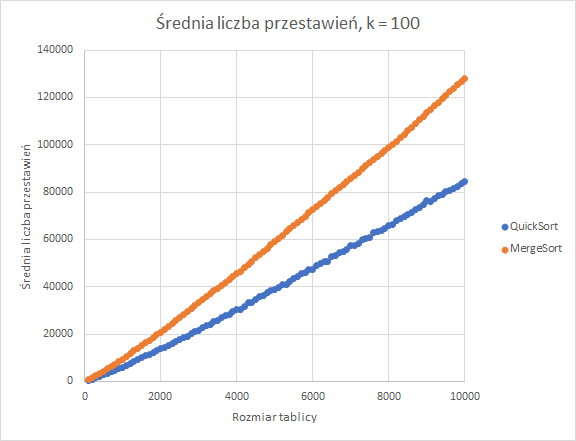 Średnia liczba przestawień, k = 100
140000
120000
100000
80000
60000
40000
20000
0
Średnia liczba przestawień
0 2000 4000 6000 8000 10000
Rozmiar tablicy
QuickSort
MergeSort